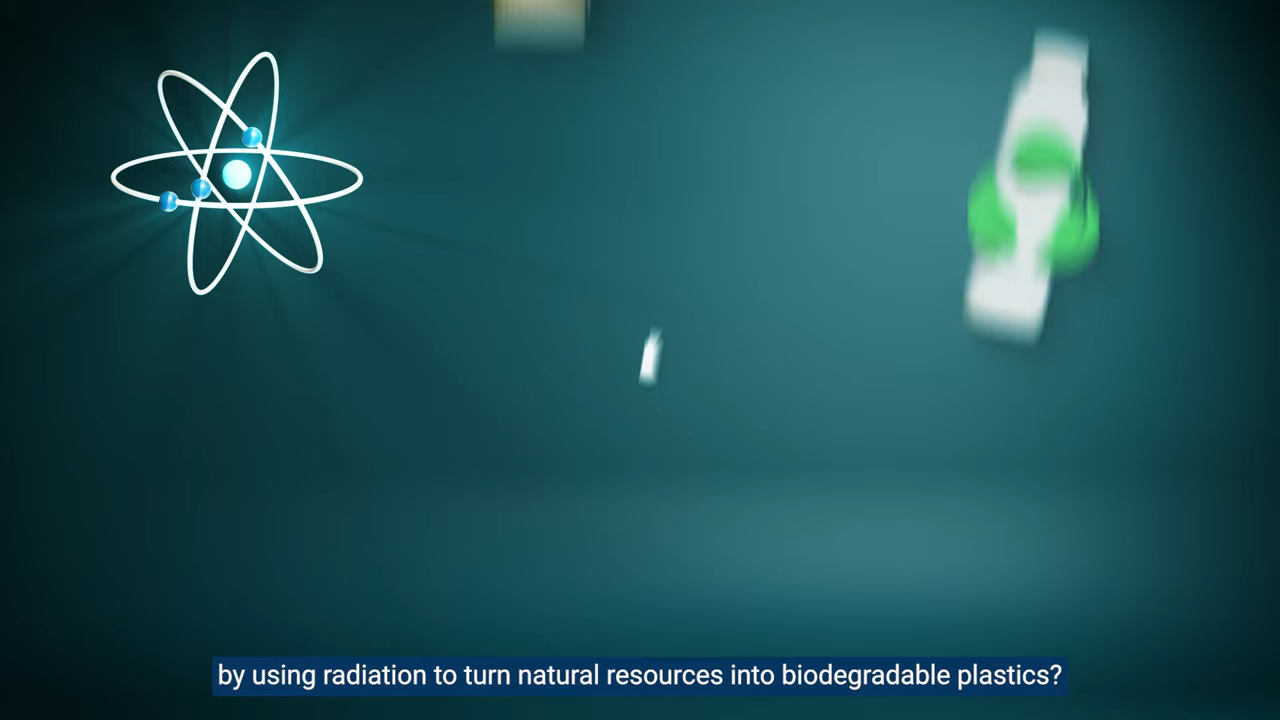 by using radiation to turn natural resources into biodegradable plastics?